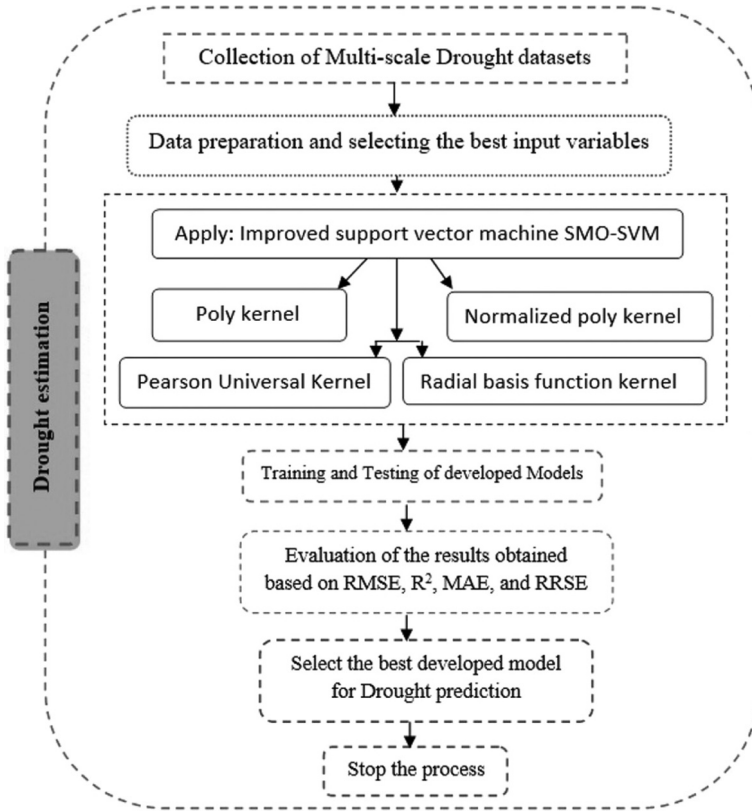 Collection of Multi-scale Drought datasets
Data preparation and selecting the best input variables
Apply: Improved support vector machine SMO-SVM
Poly kernel
Normalized poly kernel
Pearson Universal Kernel
Radial basis function kernel
Drought estimation
Training and Testing of developed Models
Evaluation of the results obtained
based on RMSE, R², MAE, and RRSE
Select the best developed model
for Drought prediction
Stop the process